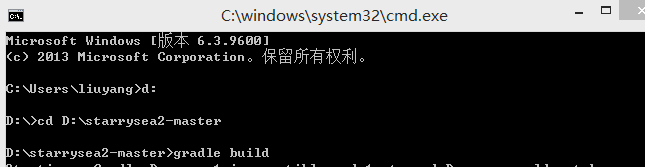 C:\windows\system32\cmd.exe
Microsoft Windows [版本 6.3.9600]
(c) 2013 Microsoft Corporation。保留所有权利。
C:\Users\liuyang>d:
D:\>cd D:\starrysea2-master
D:\starrysea2-master>gradle build